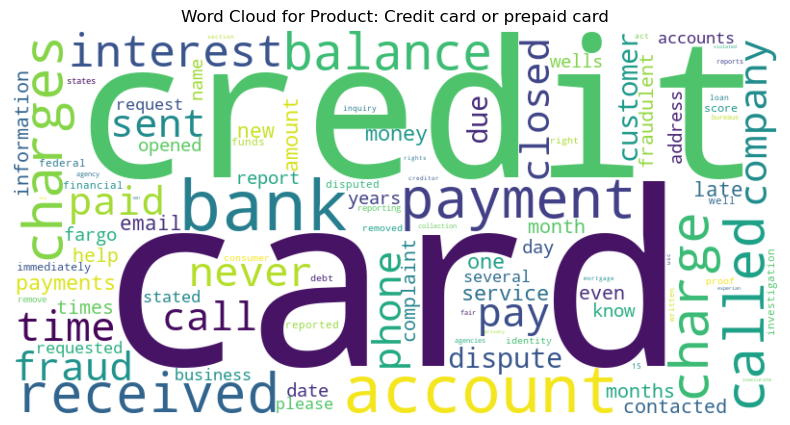 Word Cloud for Product: Credit card or prepaid card
credit
card
charges
interest
balance
closed
customer
accounts
company
information
request
sent
name
opened
new
funds
amount
inquiry
money
due
wells
fraudulent
address
loan
score
states
section
act
violated
reports
bureaus
right
federal
agency
financial
paid
bank
report
disputed
years
rights
creditor
payment
late
well
fargo
email
reporting
removed
collection
month
day
one
help
never
consumer
debt
phone
complaint
several
service
even
know
charge
called
immediately
payments
remove
times
time
stated
call
reported
pay
mortgage
usc
proof
written
investigation
experian
requested
fraud
business
agencies
identity
fair
privacy
15
dispute
inaccurate
received
date
please
account
months
contacted